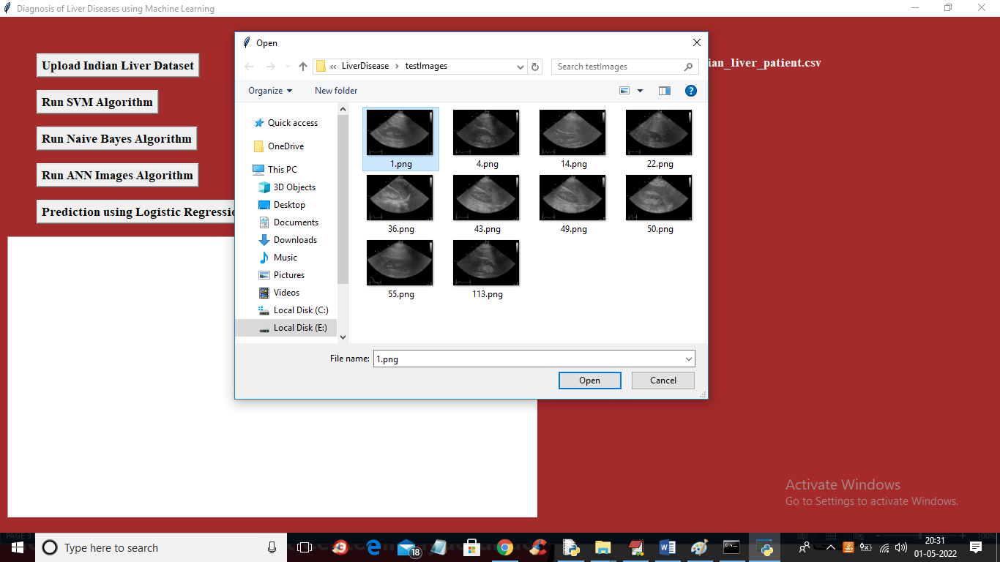 Diagnosis of Liver Diseases using Machine Learning
Upload Indian Liver Dataset
Run SVM Algorithm
Run Naive Bayes Algorithm
Run ANN Images Algorithm
Prediction using Logistic Regressio
ian_liver_patient.csv
Open
« LiverDisease › testImages
Search testImages
Organize
New folder
Quick access
OneDrive
This PC
3D Objects
Desktop
Documents
Downloads
Music
Pictures
Videos
Local Disk (C:)
Local Disk (E:)
1.png
4.png
14.png
22.png
36.png
43.png
49.png
50.png
55.png
113.png
File name: 1.png
Open
Cancel
Activate Windows
Go to Settings to activate Windows.
PAGE 3
100%
Type here to search
18
20:31
01-05-2022